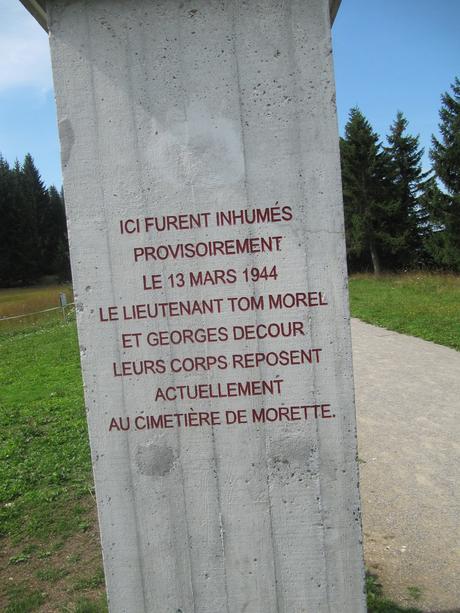 ICI FURENT INHUMÉS
PROVISOIREMENT
LE 13 MARS 1944
LE LIEUTENANT TOM MOREL
ET GEORGES DECOUR
LEURS CORPS REPOSENT
ACTUELLEMENT
AU CIMETIÈRE DE MORETTE.